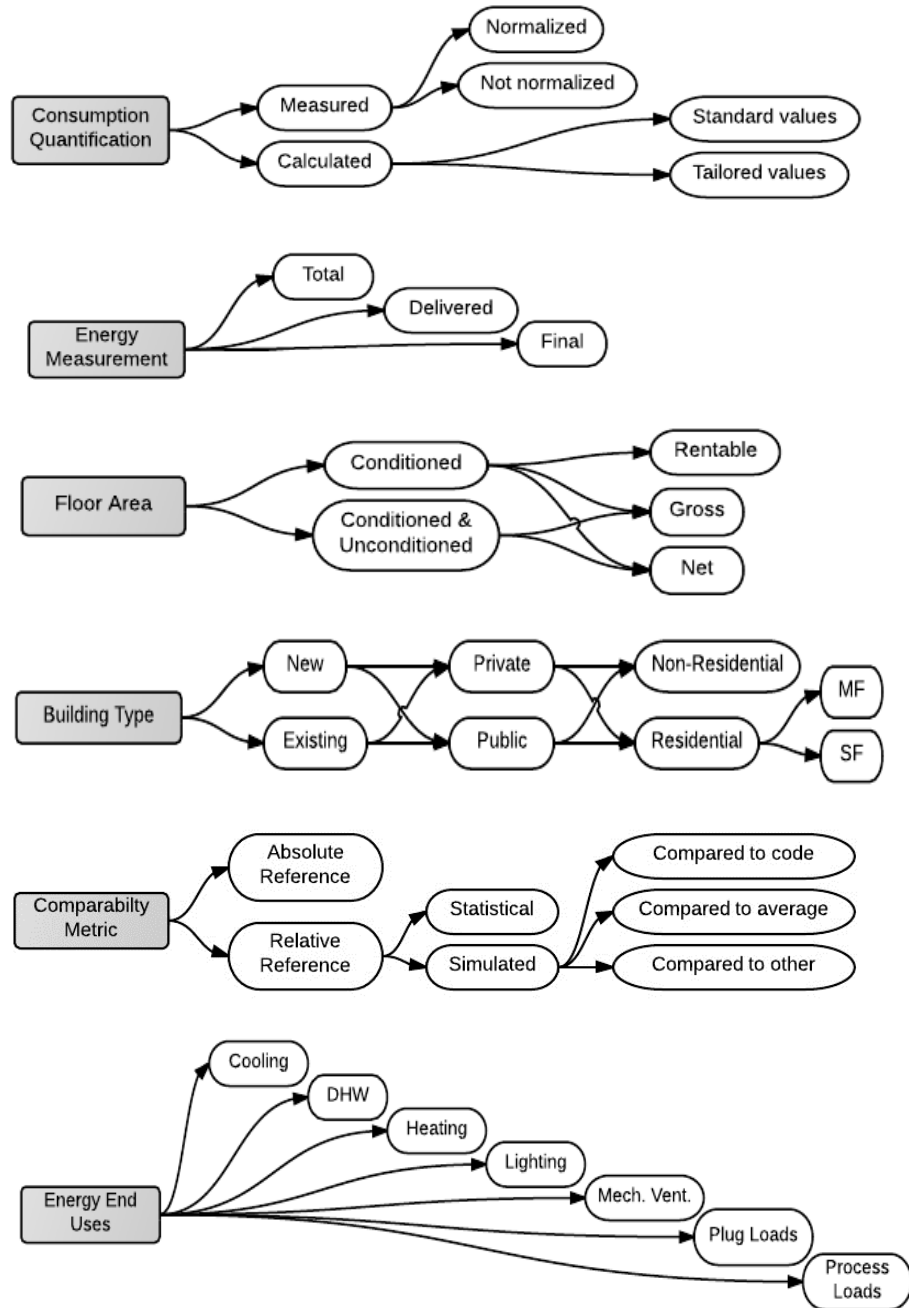 Normalized
Not normalized
Consumption
Quantification
Measured
Calculated
Standard values
Tailored values
Total
Delivered
Final
Energy
Measurement
Conditioned
Rentable
Floor Area
Gross
Conditioned &
Unconditioned
Net
New
Private
Non-Residential
MF
Building Type
Existing
Public
Residential
SF
Absolute
Reference
Compared to code
Comparabilty
Metric
Statistical
Compared to average
Relative
Reference
Simulated
Compared to other
Cooling
DHW
Heating
Lighting
Energy End
Uses
Mech. Vent.
Plug Loads
Process
Loads